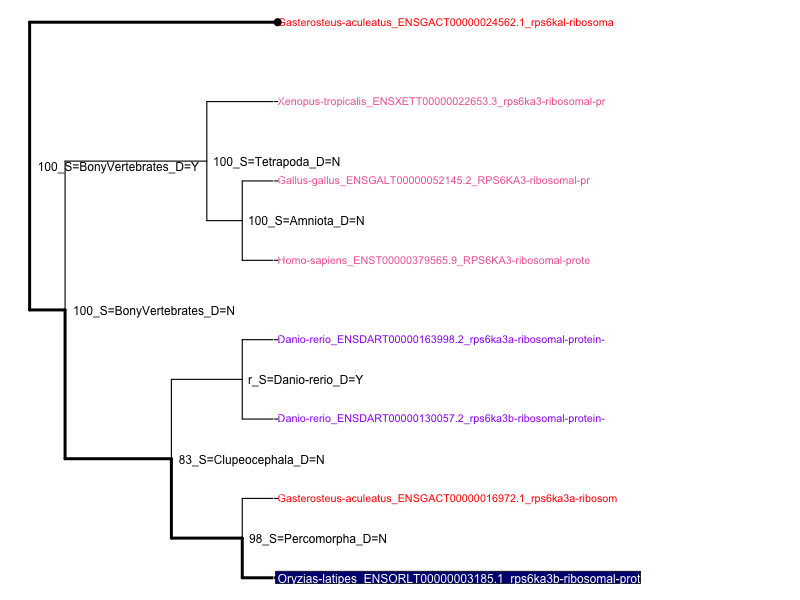 Gasterosteus-aculeatus_ENSGACT00000024562.1_rps6kal-ribosoma
Xenopus-tropicalis_ENSXETT00000022653.3_rps6ka3-ribosomal-pr
100_S=BonyVertebrates_D=Y
100_S=Tetrapoda_D=N
Gallus-gallus_ENSGALT00000052145.2_RPS6KA3-ribosomal-pr
100_S=Amniota_D=N
Homo-sapiens_ENST00000379565.9_RPS6KA3-ribosomal-prote
100_S=BonyVertebrates_D=N
Danio-rerio_ENSDART00000163998.2_rps6ka3a-ribosomal-protein-
r_S=Danio-rerio_D=Y
Danio-rerio_ENSDART00000130057.2_rps6ka3b-ribosomal-protein-
83_S=Clupeocephala_D=N
Gasterosteus-aculeatus_ENSGACT00000016972.1_rps6ka3a-ribosom
98_S=Percomorpha_D=N
Oryzias-latipes_ENSORLT00000003185.1_rps6ka3b-ribosomal-prot